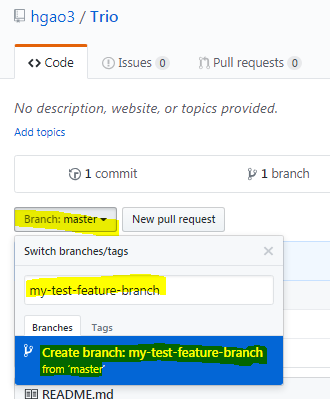 hgao3 / Trio
Code Issues 0 Pull requests 0
No description, website, or topics provided.
Add topics
1 commit 1 branch
Branch: master New pull request
Switch branches/tags
my-test-feature-branch
Branches Tags
Create branch: my-test-feature-branch
from 'master'
README.md